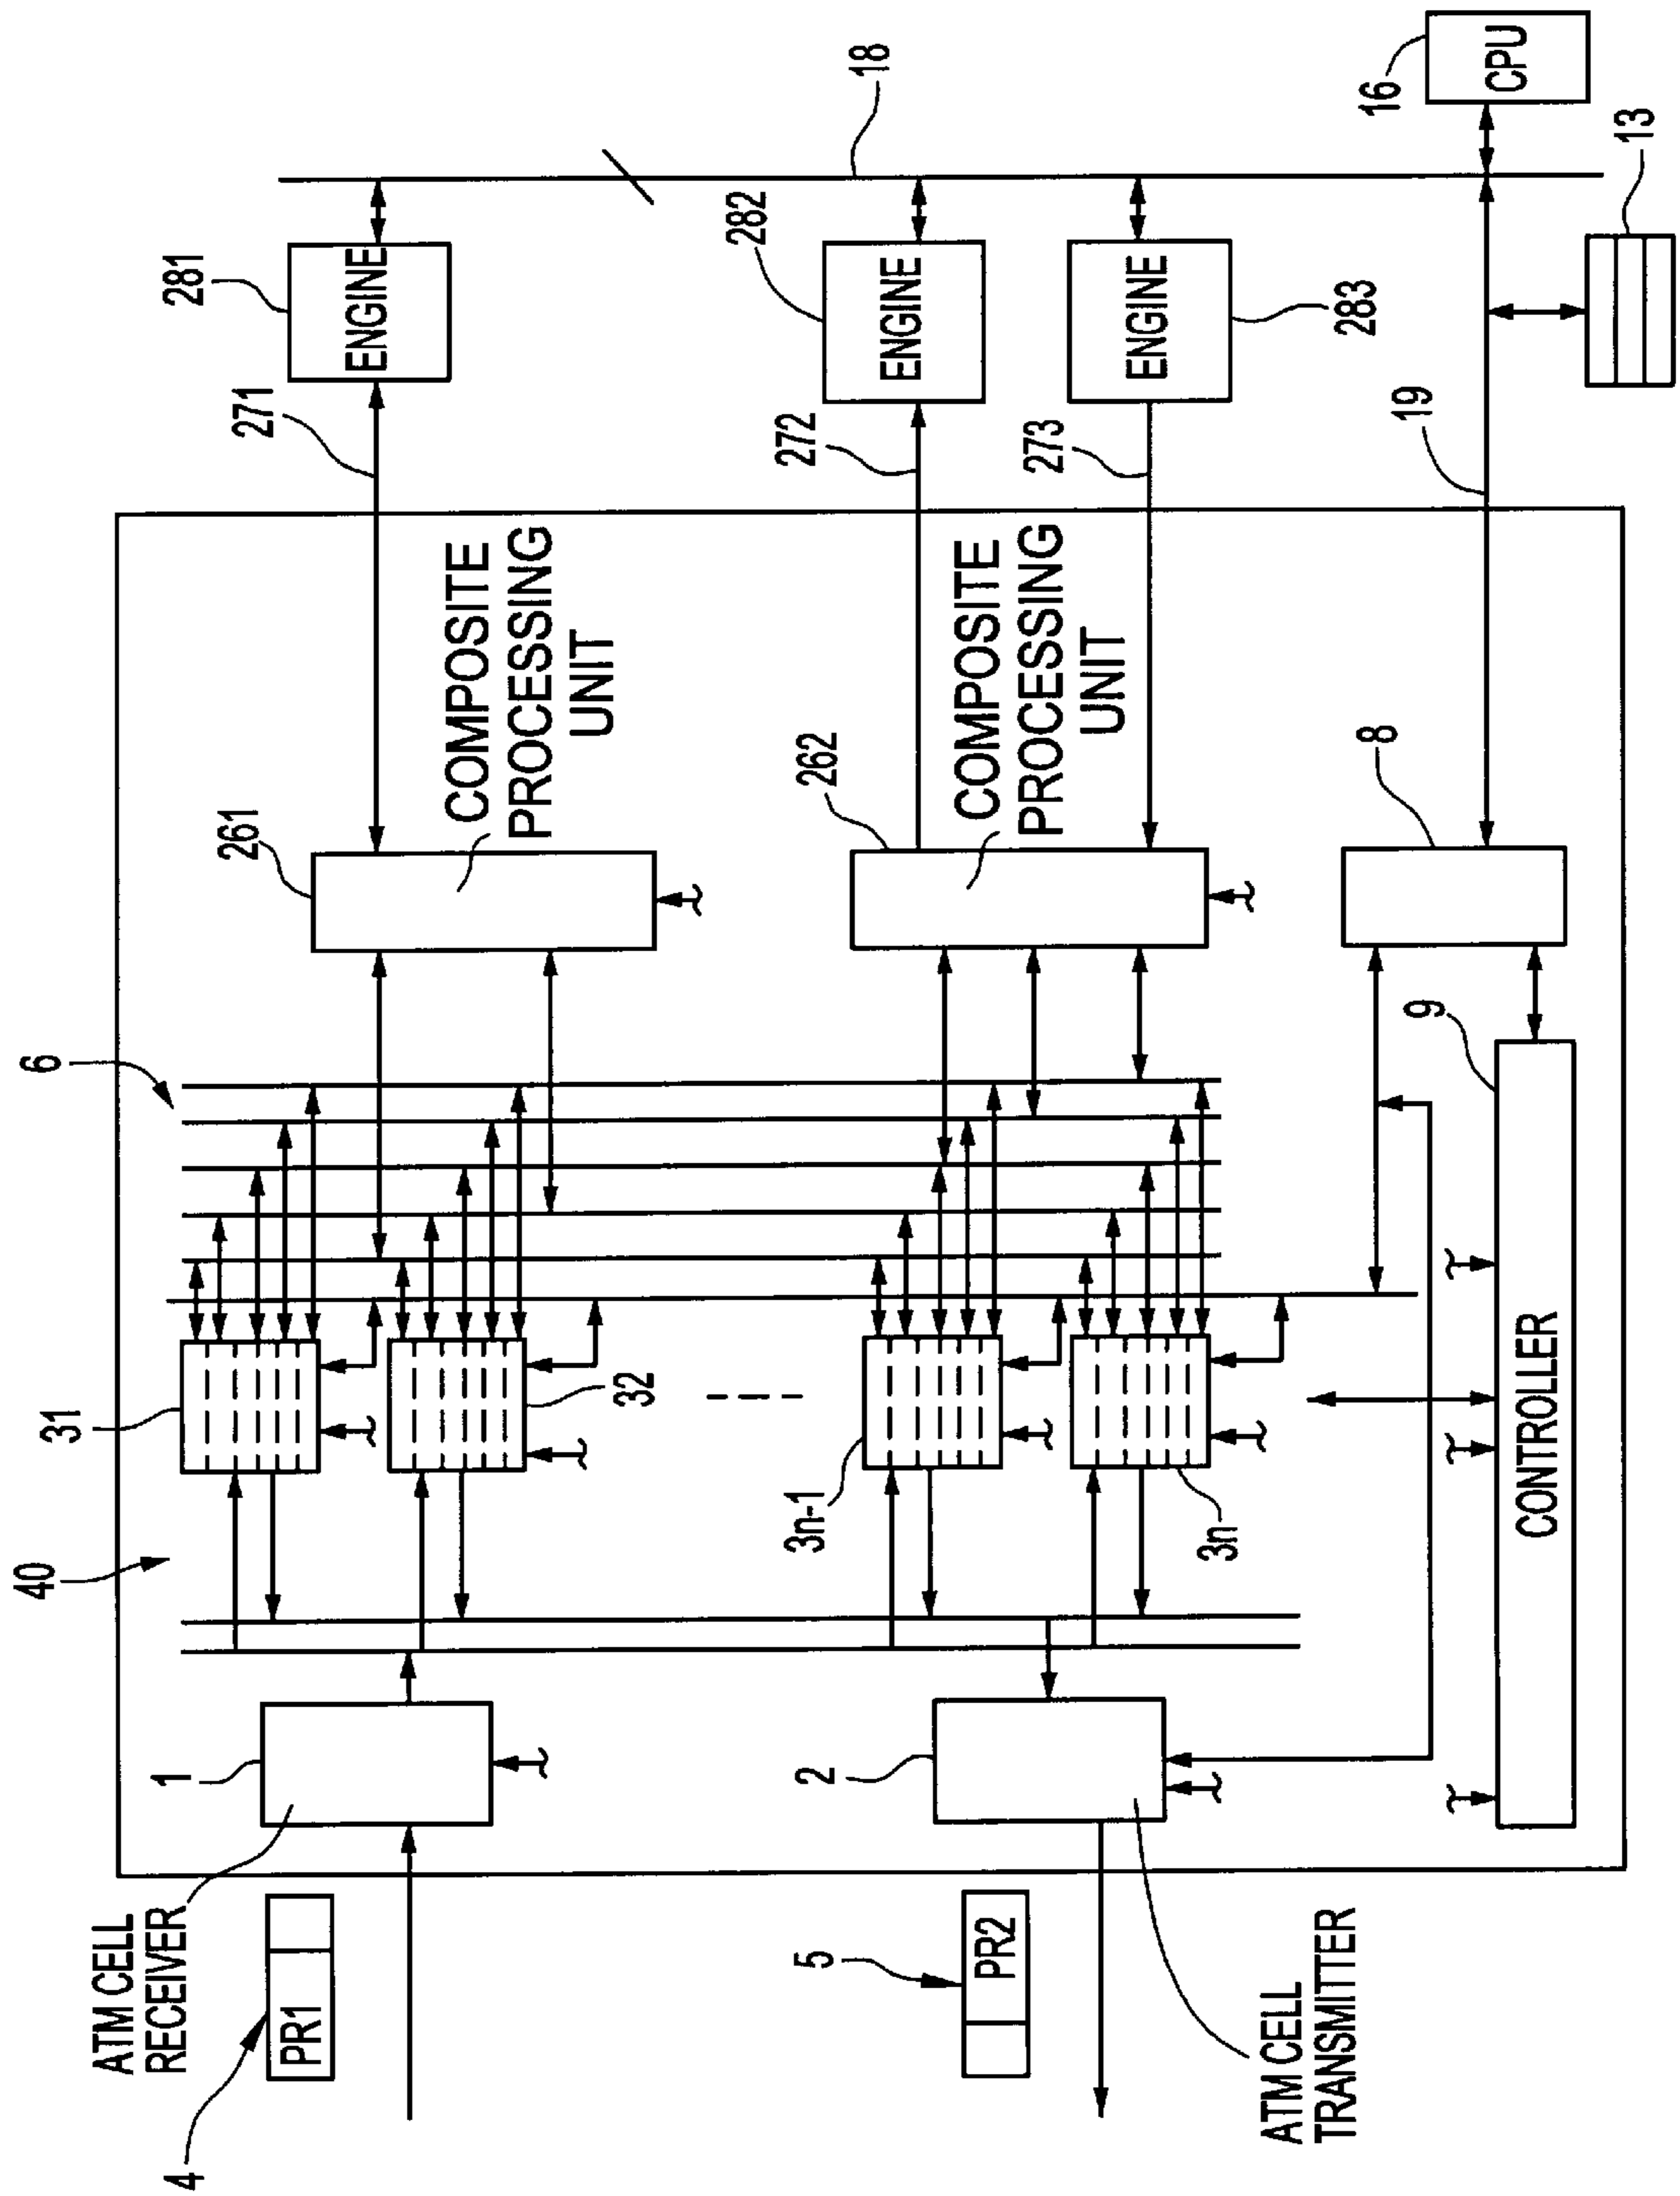 40
6
31
32
3n-1
3n
261
COMPOSITE
PROCESSING
UNIT
262
COMPOSITE
PROCESSING
UNIT
271
281
ENGINE
272
282
ENGINE
273
ENGINE
283
18
16
CPU
13
19
8
9
CONTROLLER
1
ATM CELL
RECEIVER
4
PR1
2
5
PR2
ATM CELL
TRANSMITTER